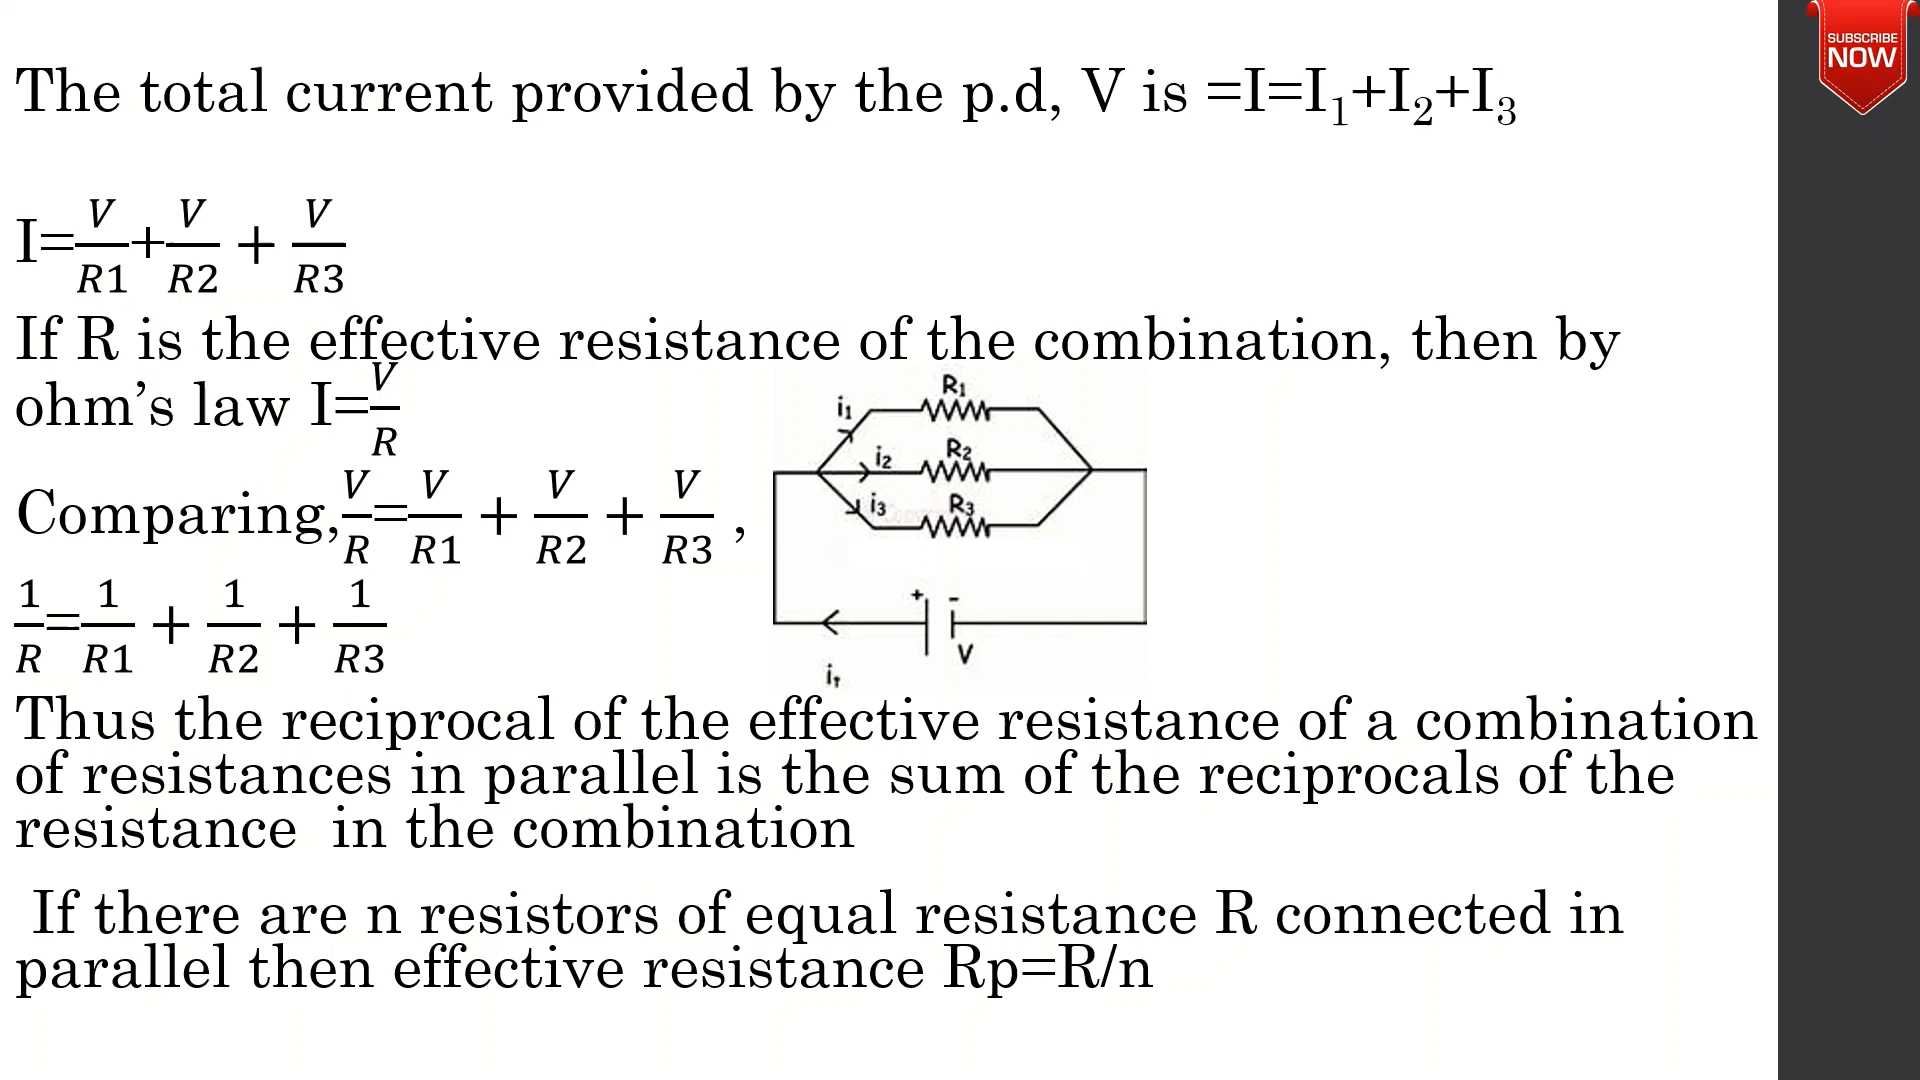 SUBSCRIBE
NOW
The total current provided by the p.d, V is =I=I₁+I₂+I₃
I=V/R1+V/R2 + V/R3
If R is the effective resistance of the combination, then by
ohm's law I=V/R
Comparing,V/R=V/R1 + V/R2 + V/R3 ,
1/R=1/R1 + 1/R2 + 1/R3
R₁
i₁
R₂
i₂
R₃
i₃
+ -
V
iₜ
Thus the reciprocal of the effective resistance of a combination
of resistances in parallel is the sum of the reciprocals of the
resistance in the combination
If there are n resistors of equal resistance R connected in
parallel then effective resistance Rp=R/n